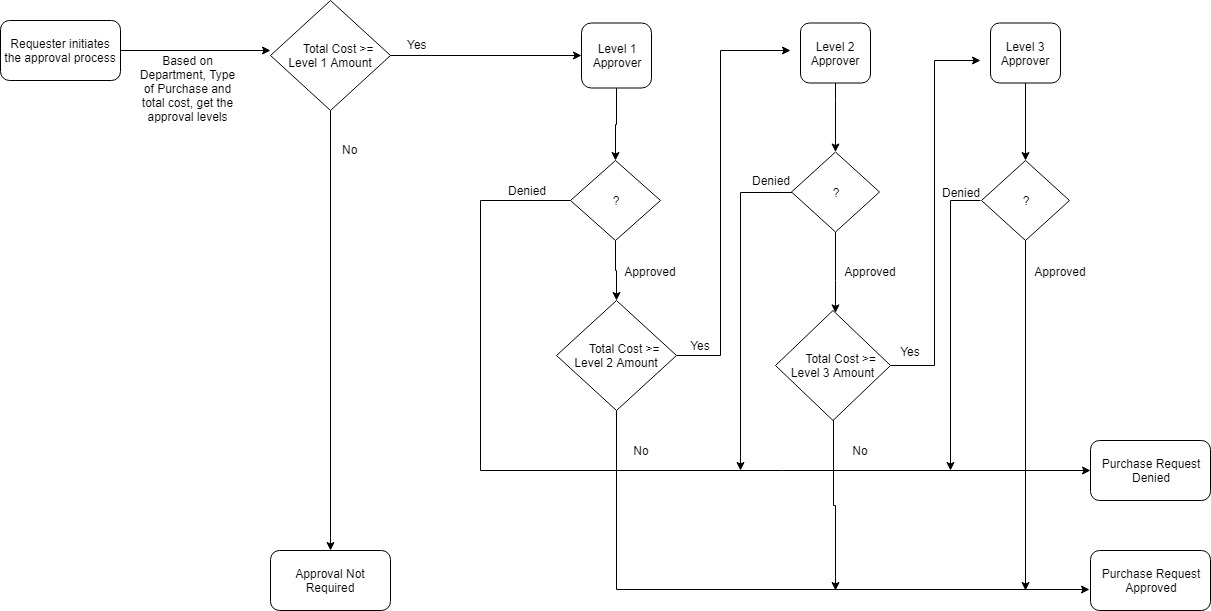 Requester initiates
the approval process
Based on
Department, Type
of Purchase and
total cost, get the
approval levels
Total Cost >=
Level 1 Amount
Yes
No
Level 1
Approver
?
Denied
Approved
Total Cost >=
Level 2 Amount
Yes
No
Level 2
Approver
?
Denied
Approved
Total Cost >=
Level 3 Amount
Yes
No
Level 3
Approver
?
Denied
Approved
Purchase Request
Denied
Approval Not
Required
Purchase Request
Approved